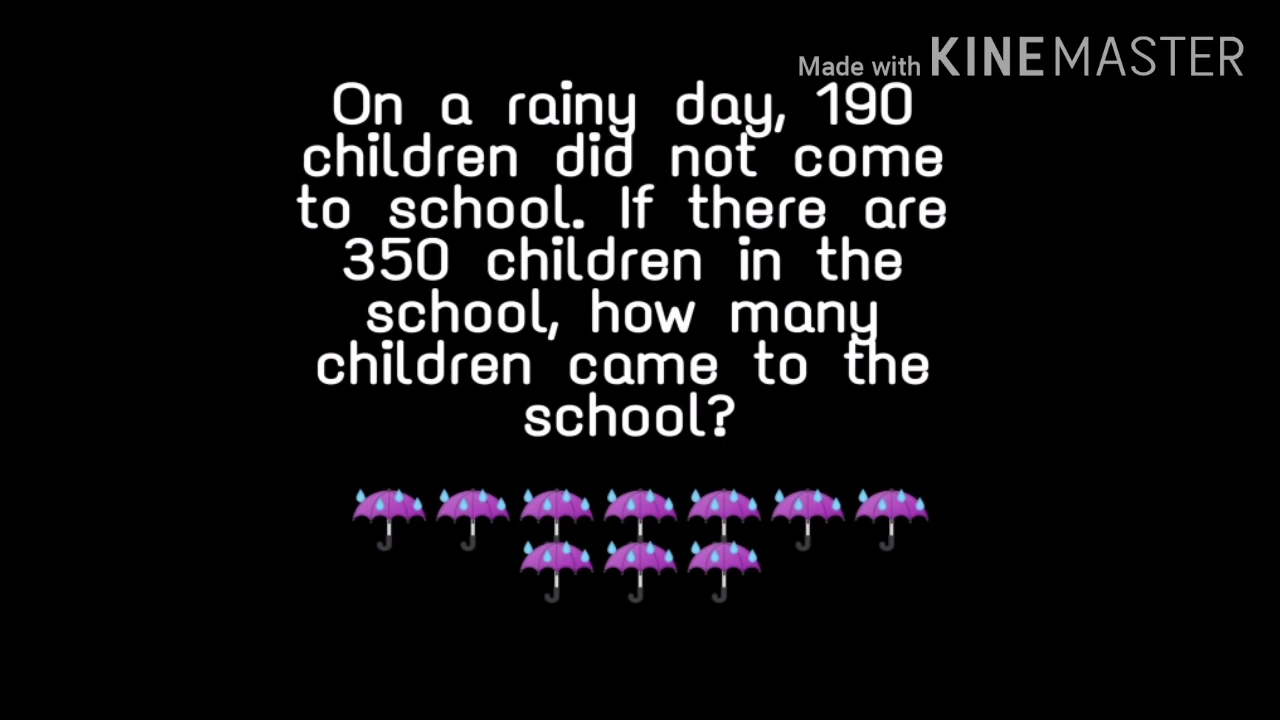 Made with KINEMASTER
On a rainy day, 190
children did not come
to school. If there are
350 children in the
school, how many
children came to the
school?